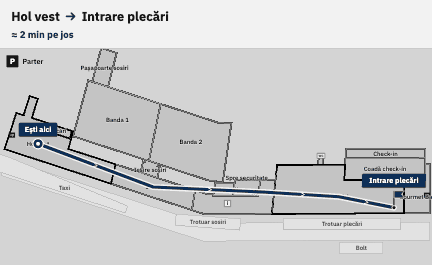 Hol vest → Intrare plecări
≈ 2 min pe jos
P Parter
Pașapoarte sosiri
Banda 1
Banda 2
Ești aici
Ieșire sosiri
Spre securitate
Check-in
Coadă check-in
Intrare plecări
Taxi
Trotuar sosiri
Trotuar plecări
Bolt